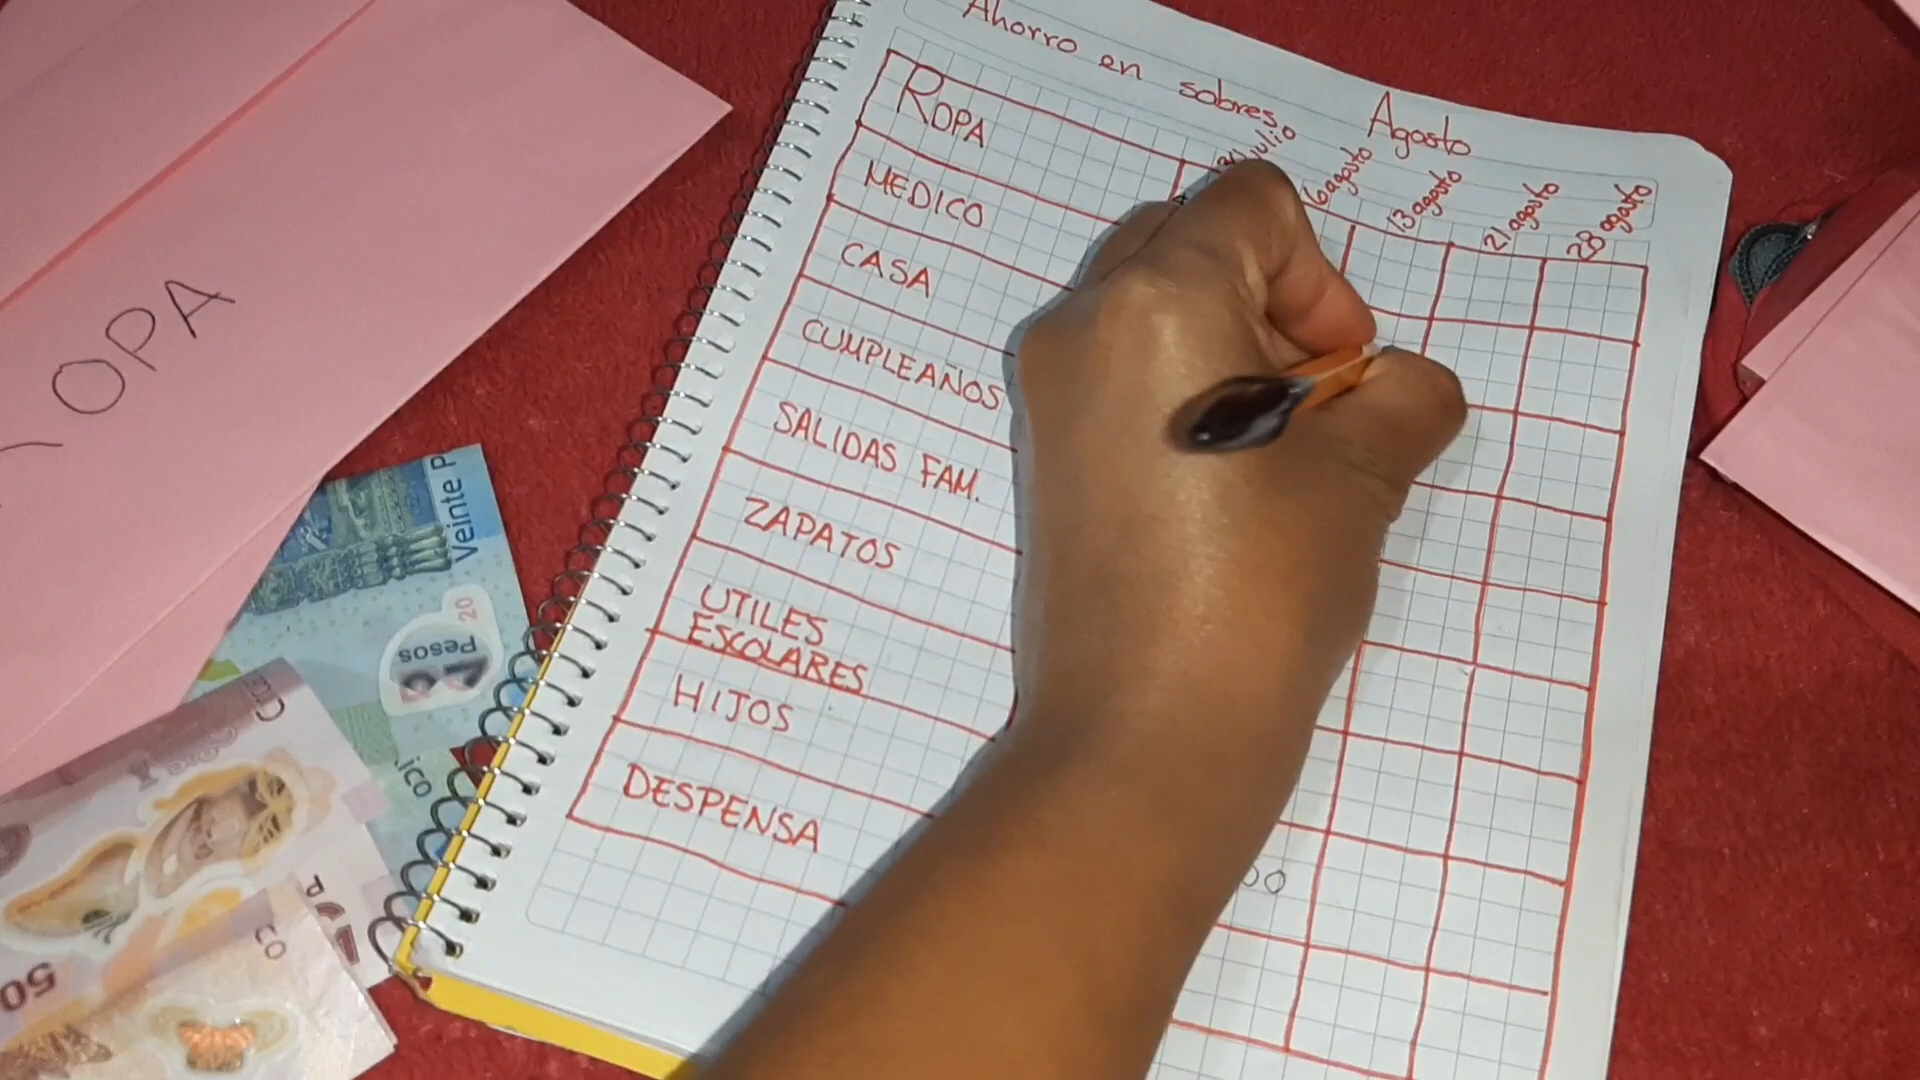 Ahorro en sobres
Agosto
julio
6 agosto
13 agosto
21 agosto
28 agosto
ROPA
MEDICO
CASA
CUMPLEAÑOS
SALIDAS FAM.
ZAPATOS
UTILES
ESCOLARES
HIJOS
DESPENSA
OPA
Veinte P
20
Pesos
ico
50